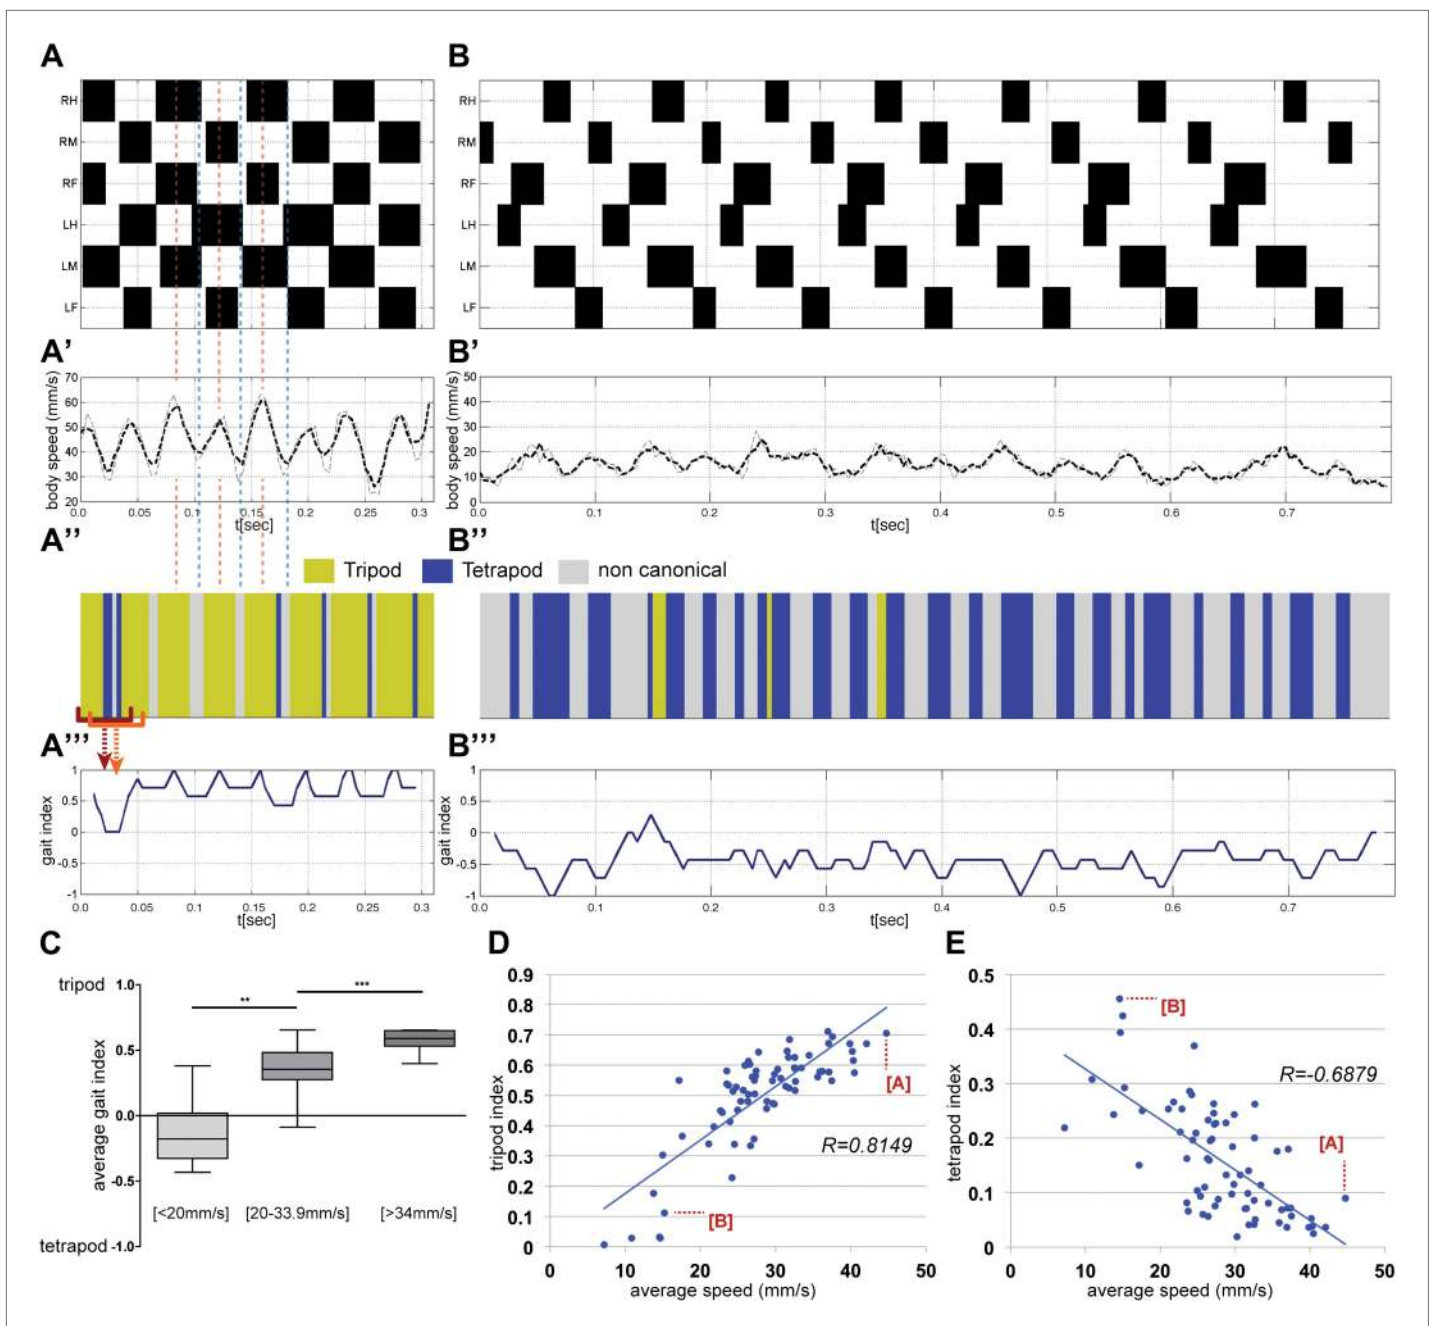 A
B
RH
RM
RF
LH
LM
LF
RH
RM
RF
LH
LM
LF
A'
B'
body speed (mm/s)
70
60
50
40
30
20
0.0
0.05
0.1
0.15
0.2
0.25
0.3
t[sec]
body speed (mm/s)
50
40
30
20
10
0
0.1
0.2
0.3
0.4
0.5
0.6
0.7
t[sec]
A''
B''
Tripod
Tetrapod
non canonical
A'''
B'''
gait index
1
0.5
0
-0.5
-1
0.0
0.05
0.1
0.15
0.2
0.25
0.3
t[sec]
gait index
1
0.5
0
-0.5
-1
0.0
0.1
0.2
0.3
0.4
0.5
0.6
0.7
t[sec]
C
tripod
tetrapod
average gait index
1.0
0.5
0.0
-0.5
-1.0
**
***
[<20mm/s]
[20-33.9mm/s]
[>34mm/s]
D
tripod index
0.9
0.8
0.7
0.6
0.5
0.4
0.3
0.2
0.1
0
[A]
R=0.8149
[B]
0
10
20
30
40
50
average speed (mm/s)
E
tetrapod index
0.5
0.4
0.3
0.2
0.1
0
[B]
R=-0.6879
[A]
0
10
20
30
40
50
average speed (mm/s)